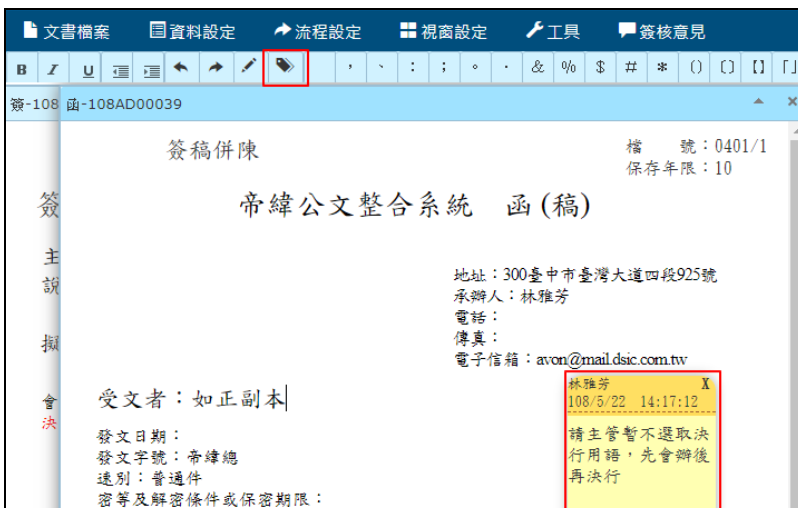 文書檔案 資料設定 流程設定 視窗設定 工具 簽核意見
B I U , 、 : ; 。 · & % $ # * () 〔〕 【】 「」
簽-108 函-108AD00039
簽稿併陳
檔 號：0401/1
保存年限：10
簽
帝緯公文整合系統 函(稿)
主
說
地址：300臺中市臺灣大道四段925號
承辦人：林雅芳
電話：
傳真：
擬
電子信箱：avon@mail.dsic.com.tw
受文者：如正副本
會
決
發文日期：
發文字號：帝緯總
速別：普通件
密等及解密條件或保密期限：
林雅芳 X
108/5/22 14:17:12
請主管暫不選取決
行用語，先會辦後
再決行